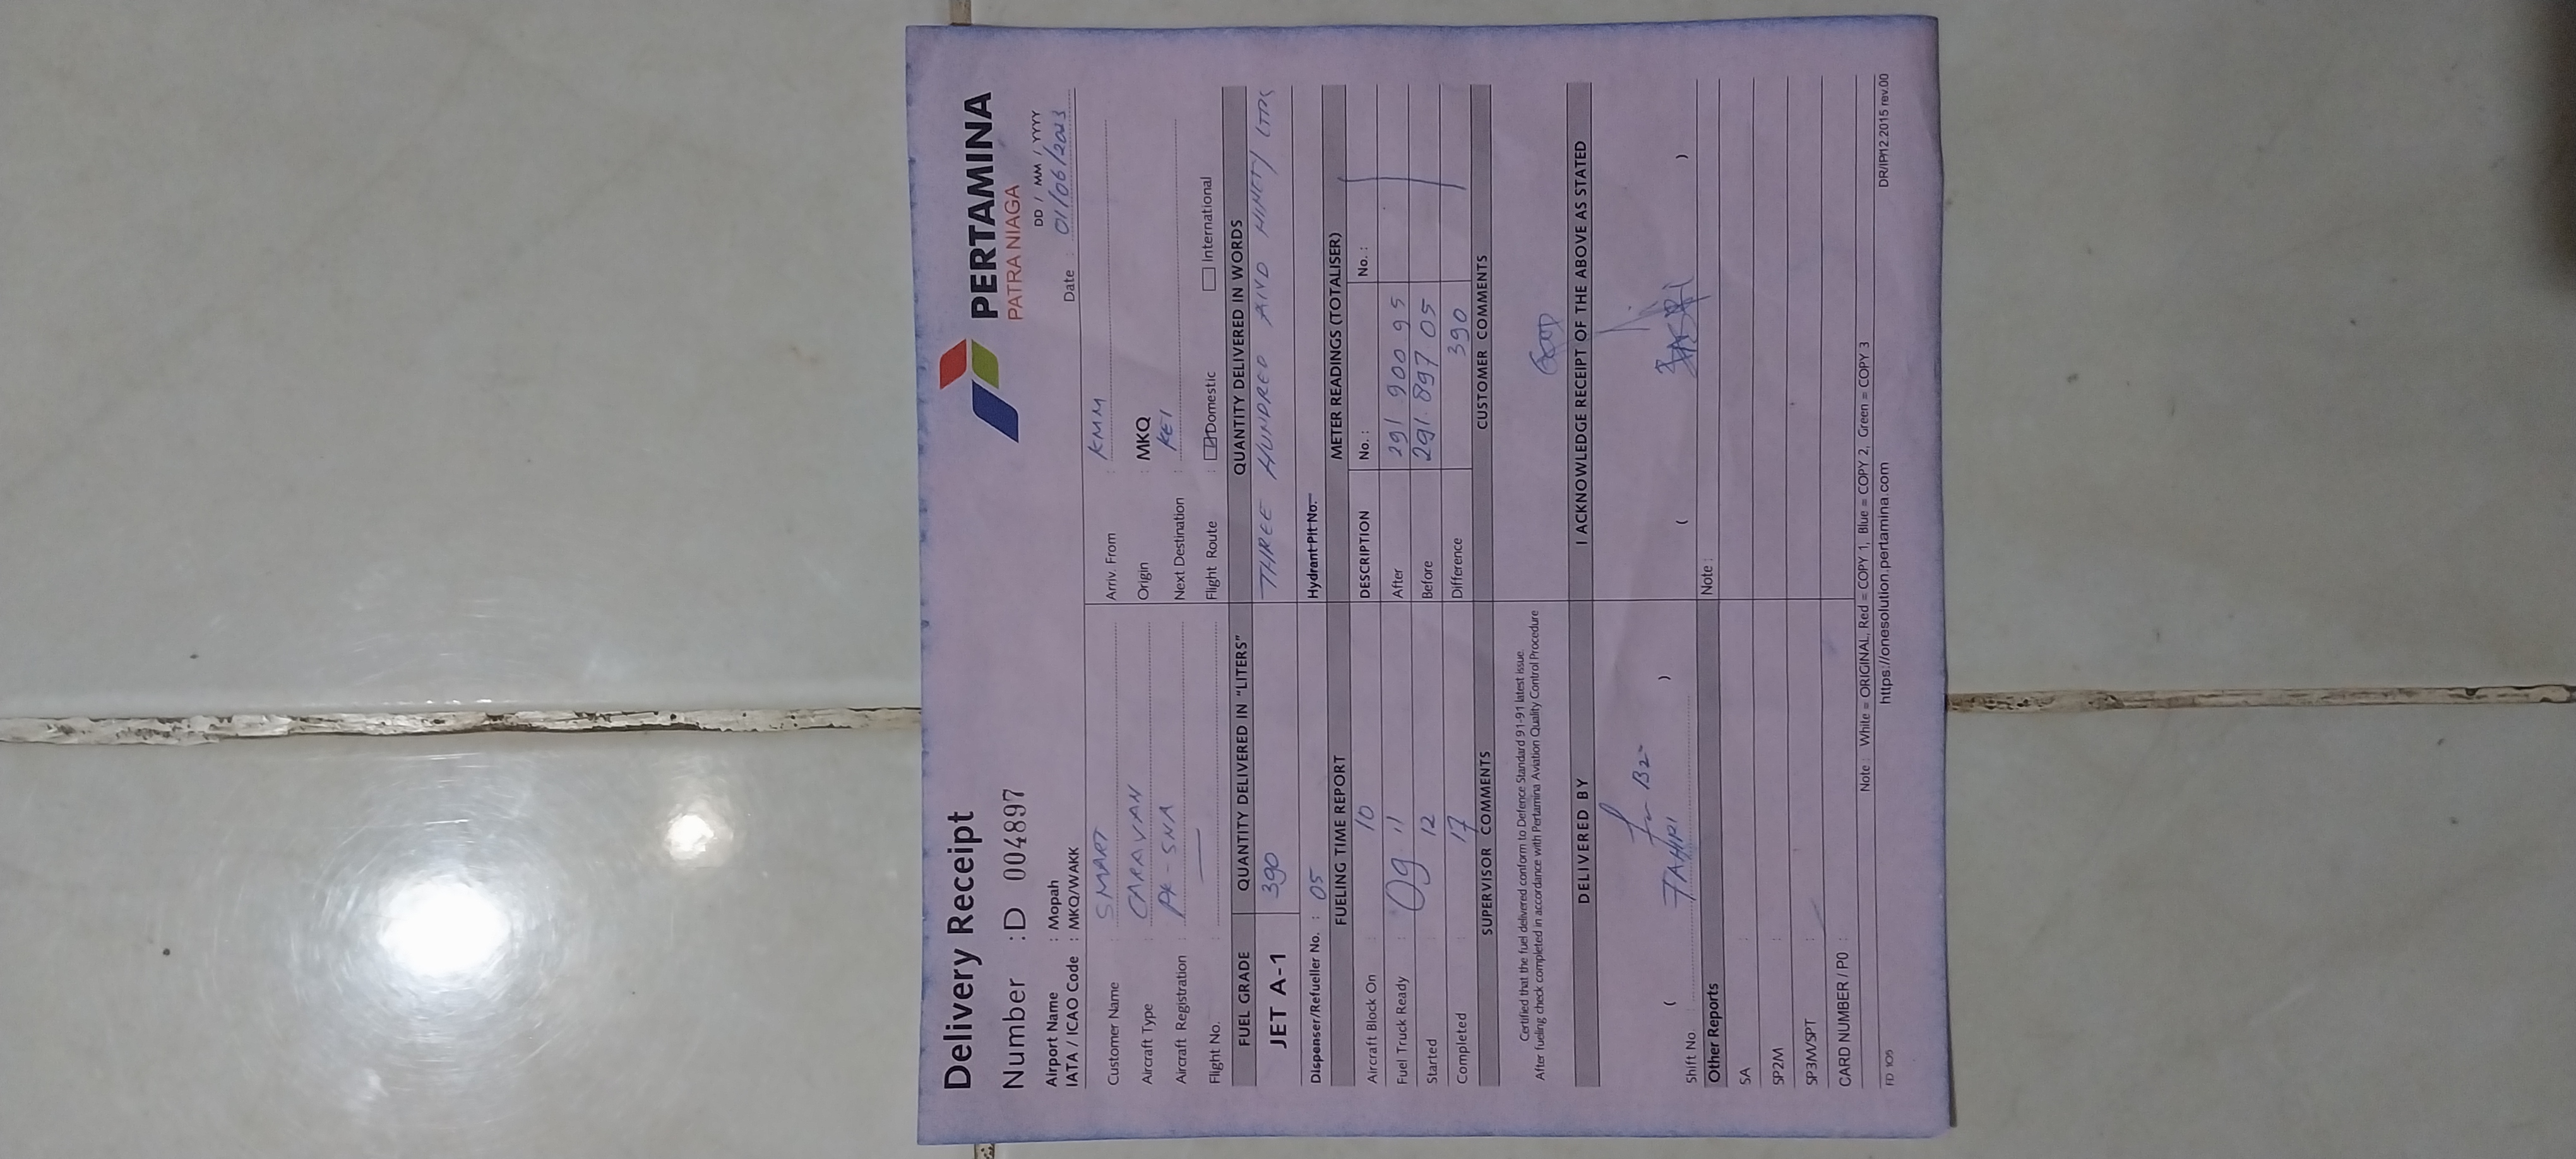 Delivery Receipt
PERTAMINA
PATRA NIAGA
Number : D 004897
DD / MM / YYYY
Airport Name : Mopah
Date : 01/06/2023
IATA / ICAO Code : MKQ/WAKK
Customer Name : SMART
Arriv. From : KMM
Aircraft Type : CARAVAN
Origin : MKQ
Aircraft Registration : PK - SNA
Next Destination : KEI
Flight No. : —
Flight Route : ☑ Domestic ☐ International
FUEL GRADE QUANTITY DELIVERED IN "LITERS" QUANTITY DELIVERED IN WORDS
JET A-1 390 THREE HUNDRED AND NINETY LTRS
Dispenser/Refueller No. : 05 Hydrant Pit No.
FUELING TIME REPORT METER READINGS (TOTALISER)
Aircraft Block On : 10 DESCRIPTION No. : No. :
Fuel Truck Ready : 09 11 After 291 900 95
Started : 12 Before 291.897 05
Completed : 17 Difference 390
SUPERVISOR COMMENTS CUSTOMER COMMENTS
Certified that the fuel delivered conform to Defence Standard 91-91 latest issue.
After fueling check completed in accordance with Pertamina Aviation Quality Control Procedure
GOOD
DELIVERED BY I ACKNOWLEDGE RECEIPT OF THE ABOVE AS STATED
( FAHRI ) ( )
Shift No.
Other Reports Note :
SA :
SP2M :
SP3M/SPT :
CARD NUMBER / PO :
Note : White = ORIGINAL, Red = COPY 1, Blue = COPY 2, Green = COPY 3
FD 105 https://onesolution.pertamina.com DR/IP/12.2015 rev.00